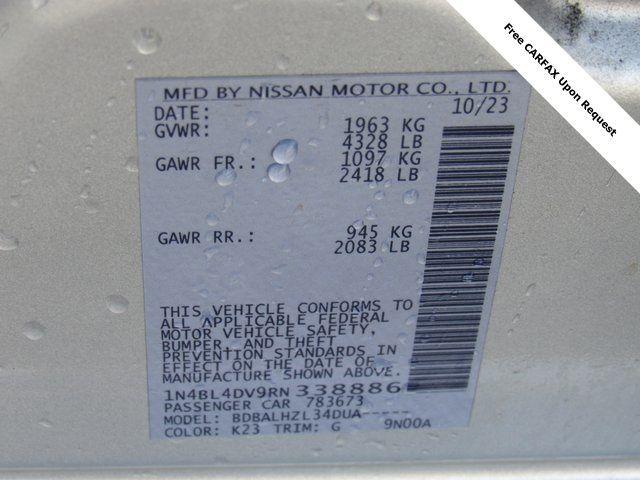 Free CARFAX Upon Request
MFD BY NISSAN MOTOR CO., LTD.
DATE: 10/23
GVWR: 1963 KG
4328 LB
GAWR FR.: 1097 KG
2418 LB
GAWR RR.: 945 KG
2083 LB
THIS VEHICLE CONFORMS TO
ALL APPLICABLE FEDERAL
MOTOR VEHICLE SAFETY,
BUMPER, AND THEFT
PREVENTION STANDARDS IN
EFFECT ON THE DATE OF
MANUFACTURE SHOWN ABOVE.
1N4BL4DV9RN338886
PASSENGER CAR 783673
MODEL: BDBALHZL34DUA-----
COLOR: K23 TRIM: G 9N00A